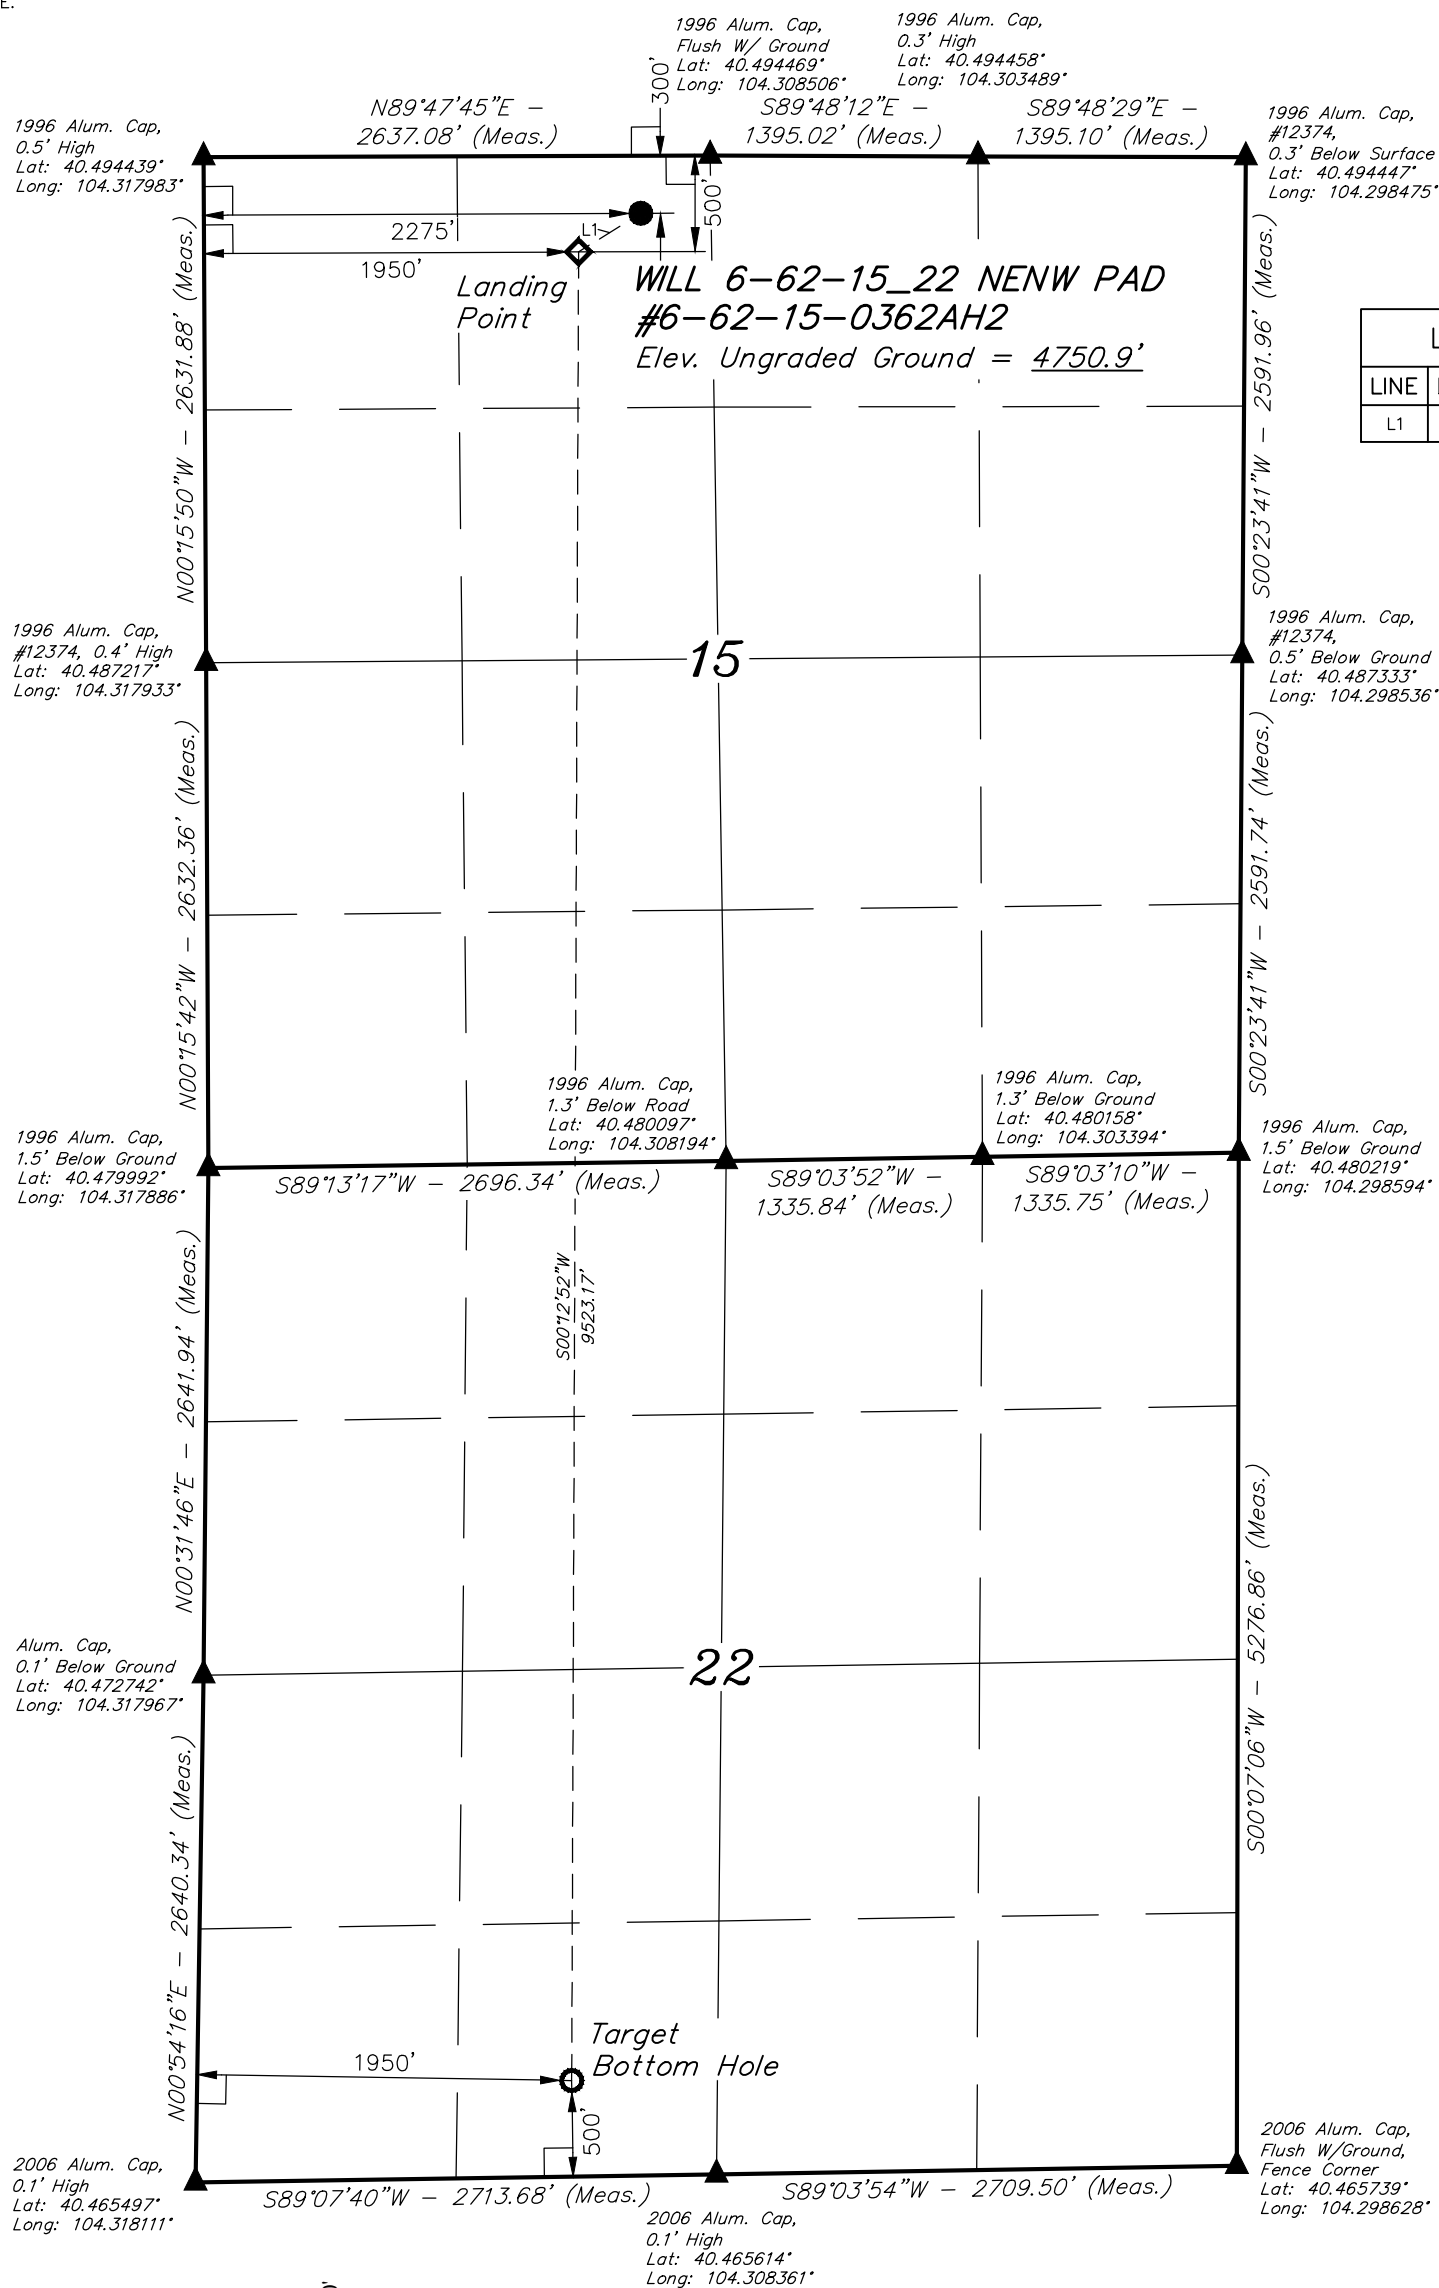 E.
1996 Alum. Cap,
Flush W/ Ground
Lat: 40.494469°
Long: 104.308506°
1996 Alum. Cap,
0.3' High
Lat: 40.494458°
Long: 104.303489°
300'
N89°47'45"E –
2637.08' (Meas.)
S89°48'12"E –
1395.02' (Meas.)
S89°48'29"E –
1395.10' (Meas.)
1996 Alum. Cap,
0.5' High
Lat: 40.494439°
Long: 104.317983°
1996 Alum. Cap,
#12374,
0.3' Below Surface
Lat: 40.494447°
Long: 104.298475°
2275'
L1
500'
1950'
Landing
Point
WILL 6-62-15_22 NENW PAD
#6-62-15-0362AH2
Elev. Ungraded Ground = 4750.9'
LINE
L1
N00°15'50"W – 2631.88' (Meas.)
S00°23'41"W – 2591.96' (Meas.)
1996 Alum. Cap,
#12374, 0.4' High
Lat: 40.487217°
Long: 104.317933°
15
1996 Alum. Cap,
#12374,
0.5' Below Ground
Lat: 40.487333°
Long: 104.298536°
N00°15'42"W – 2632.36' (Meas.)
S00°23'41"W – 2591.74' (Meas.)
1996 Alum. Cap,
1.3' Below Road
Lat: 40.480097°
Long: 104.308194°
1996 Alum. Cap,
1.3' Below Ground
Lat: 40.480158°
Long: 104.303394°
1996 Alum. Cap,
1.5' Below Ground
Lat: 40.479992°
Long: 104.317886°
1996 Alum. Cap,
1.5' Below Ground
Lat: 40.480219°
Long: 104.298594°
S89°13'17"W – 2696.34' (Meas.)
S89°03'52"W –
1335.84' (Meas.)
S89°03'10"W –
1335.75' (Meas.)
S00°12'52"W
9523.17'
N00°31'46"E – 2641.94' (Meas.)
S00°07'06"W – 5276.86' (Meas.)
Alum. Cap,
0.1' Below Ground
Lat: 40.472742°
Long: 104.317967°
22
N00°54'16"E – 2640.34' (Meas.)
Target
Bottom Hole
1950'
500'
2006 Alum. Cap,
0.1' High
Lat: 40.465497°
Long: 104.318111°
S89°07'40"W – 2713.68' (Meas.)
S89°03'54"W – 2709.50' (Meas.)
2006 Alum. Cap,
Flush W/Ground,
Fence Corner
Lat: 40.465739°
Long: 104.298628°
2006 Alum. Cap,
0.1' High
Lat: 40.465614°
Long: 104.308361°